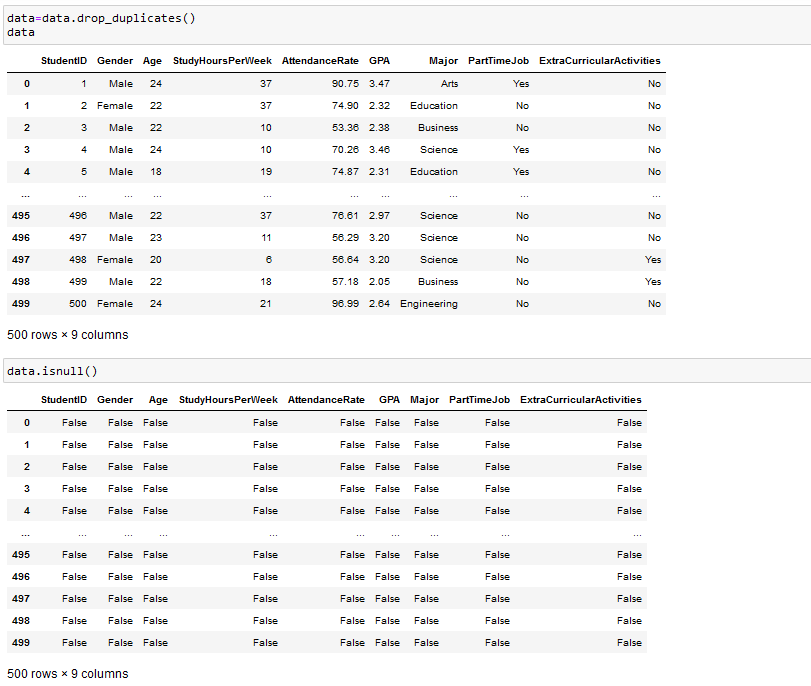 data=data.drop_duplicates()
data
StudentID Gender Age StudyHoursPerWeek AttendanceRate GPA Major PartTimeJob ExtraCurricularActivities
0 1 Male 24 37 90.75 3.47 Arts Yes No
1 2 Female 22 37 74.90 2.32 Education No No
2 3 Male 22 10 53.36 2.38 Business No No
3 4 Male 24 10 70.26 3.46 Science Yes No
4 5 Male 18 19 74.87 2.31 Education Yes No
... ... ... ... ... ... ... ... ... ...
495 496 Male 22 37 76.61 2.97 Science No No
496 497 Male 23 11 56.29 3.20 Science No No
497 498 Female 20 6 56.64 3.20 Science No Yes
498 499 Male 22 18 57.18 2.05 Business No Yes
499 500 Female 24 21 96.99 2.64 Engineering No No
500 rows × 9 columns
data.isnull()
StudentID Gender Age StudyHoursPerWeek AttendanceRate GPA Major PartTimeJob ExtraCurricularActivities
0 False False False False False False False False False
1 False False False False False False False False False
2 False False False False False False False False False
3 False False False False False False False False False
4 False False False False False False False False False
... ... ... ... ... ... ... ... ... ...
495 False False False False False False False False False
496 False False False False False False False False False
497 False False False False False False False False False
498 False False False False False False False False False
499 False False False False False False False False False
500 rows × 9 columns